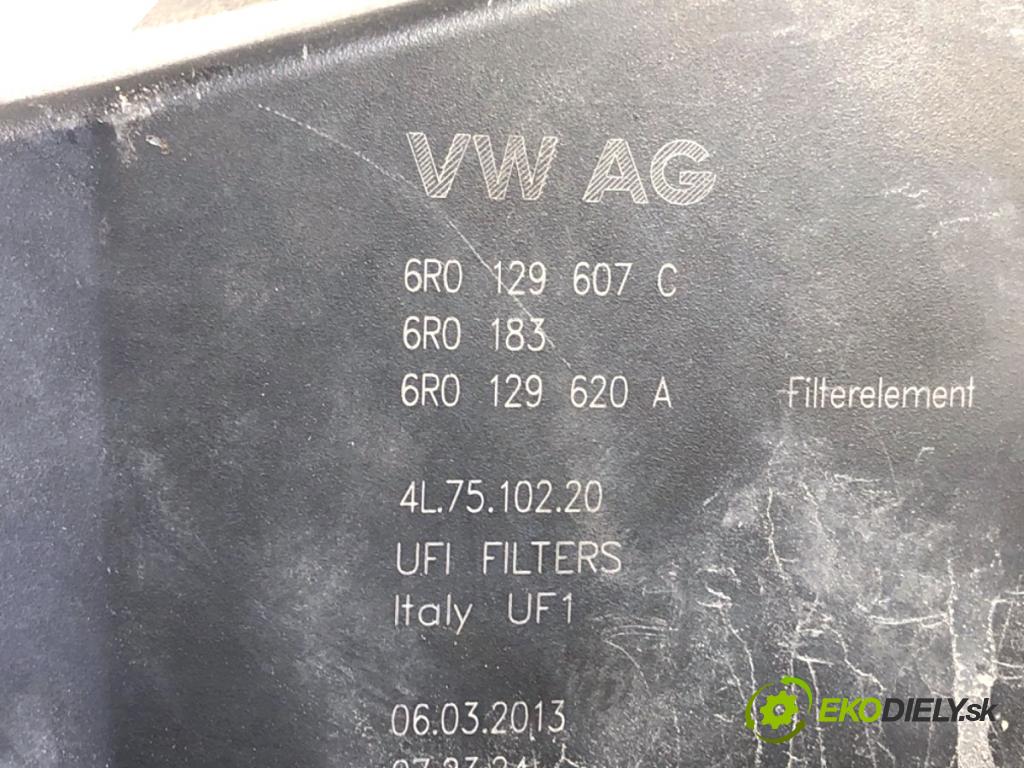 VW AG
6R0 129 607 C
6R0 183
6R0 129 620 A Filterelement
4L.75.102.20
UFI FILTERS
Italy UF1
06.03.2013
EKODIELY.sk